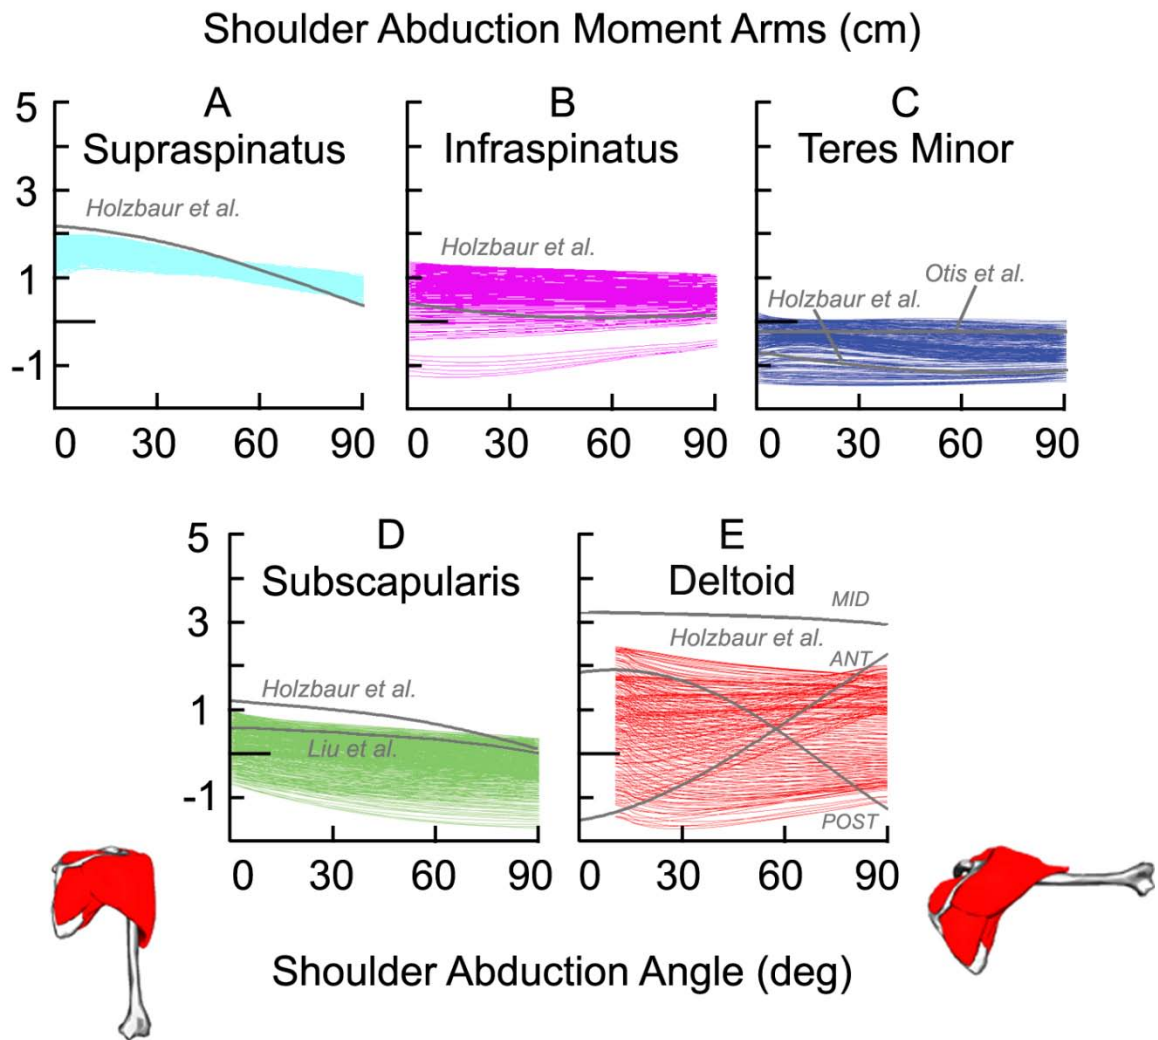 Shoulder Abduction Moment Arms (cm)
A
Supraspinatus
B
Infraspinatus
C
Teres Minor
5
3
1
-1
Holzbaur et al.
Holzbaur et al.
Otis et al.
Holzbaur et al.
0 30 60 90
0 30 60 90
0 30 60 90
D
Subscapularis
E
Deltoid
5
3
1
-1
Holzbaur et al.
Liu et al.
MID
Holzbaur et al.
ANT
POST
0 30 60 90
0 30 60 90
Shoulder Abduction Angle (deg)